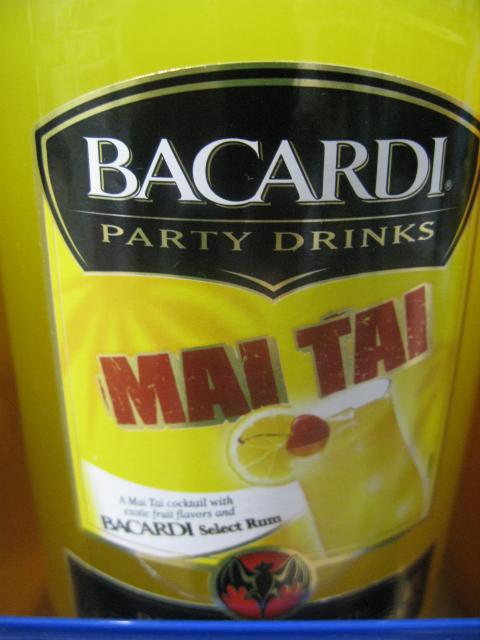 BACARDI
PARTY DRINKS
MAI TAI
A Mai Tai cocktail with
exotic fruit flavors and
BACARDI Select Rum